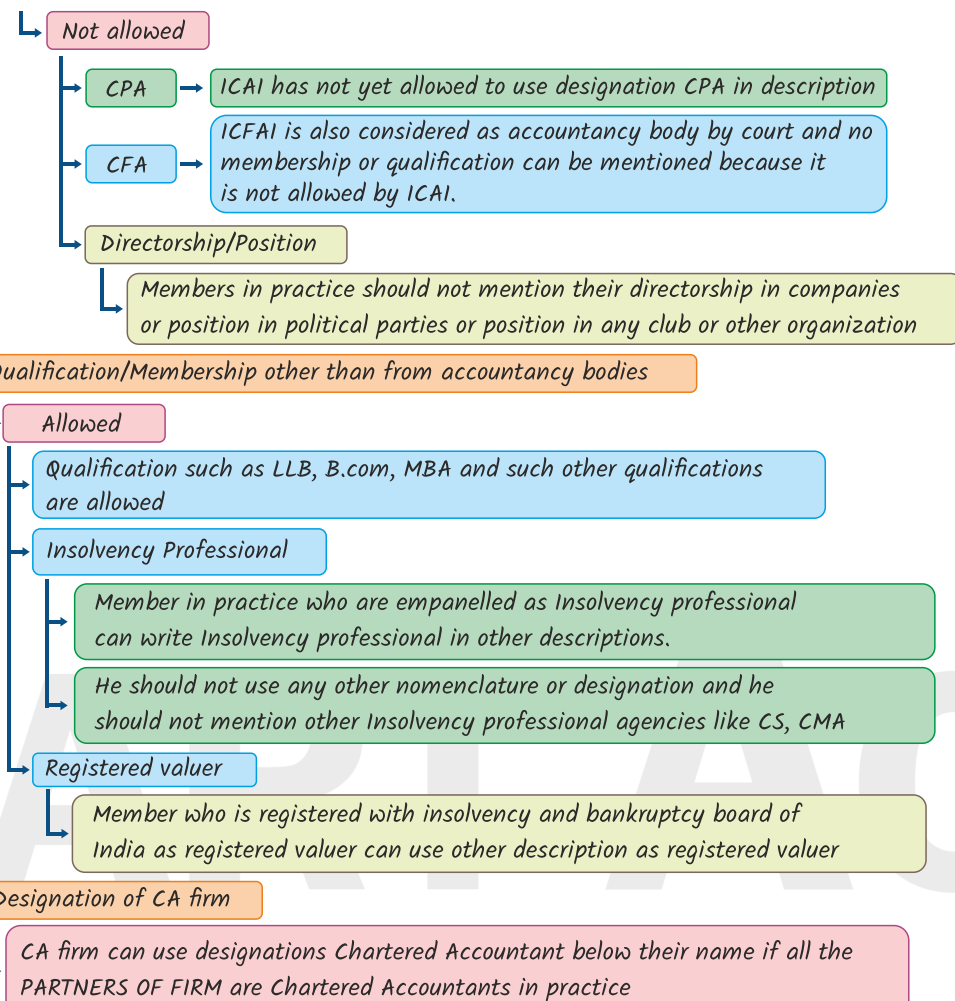 Not allowed
CPA
ICAI has not yet allowed to use designation CPA in description
CFA
ICFAI is also considered as accountancy body by court and no
membership or qualification can be mentioned because it
is not allowed by ICAI.
Directorship/Position
Members in practice should not mention their directorship in companies
or position in political parties or position in any club or other organization
Qualification/Membership other than from accountancy bodies
Allowed
Qualification such as LLB, B.com, MBA and such other qualifications
are allowed
Insolvency Professional
Member in practice who are empanelled as Insolvency professional
can write Insolvency professional in other descriptions.
He should not use any other nomenclature or designation and he
should not mention other Insolvency professional agencies like CS, CMA
Registered valuer
Member who is registered with insolvency and bankruptcy board of
India as registered valuer can use other description as registered valuer
Designation of CA firm
CA firm can use designations Chartered Accountant below their name if all the
PARTNERS OF FIRM are Chartered Accountants in practice